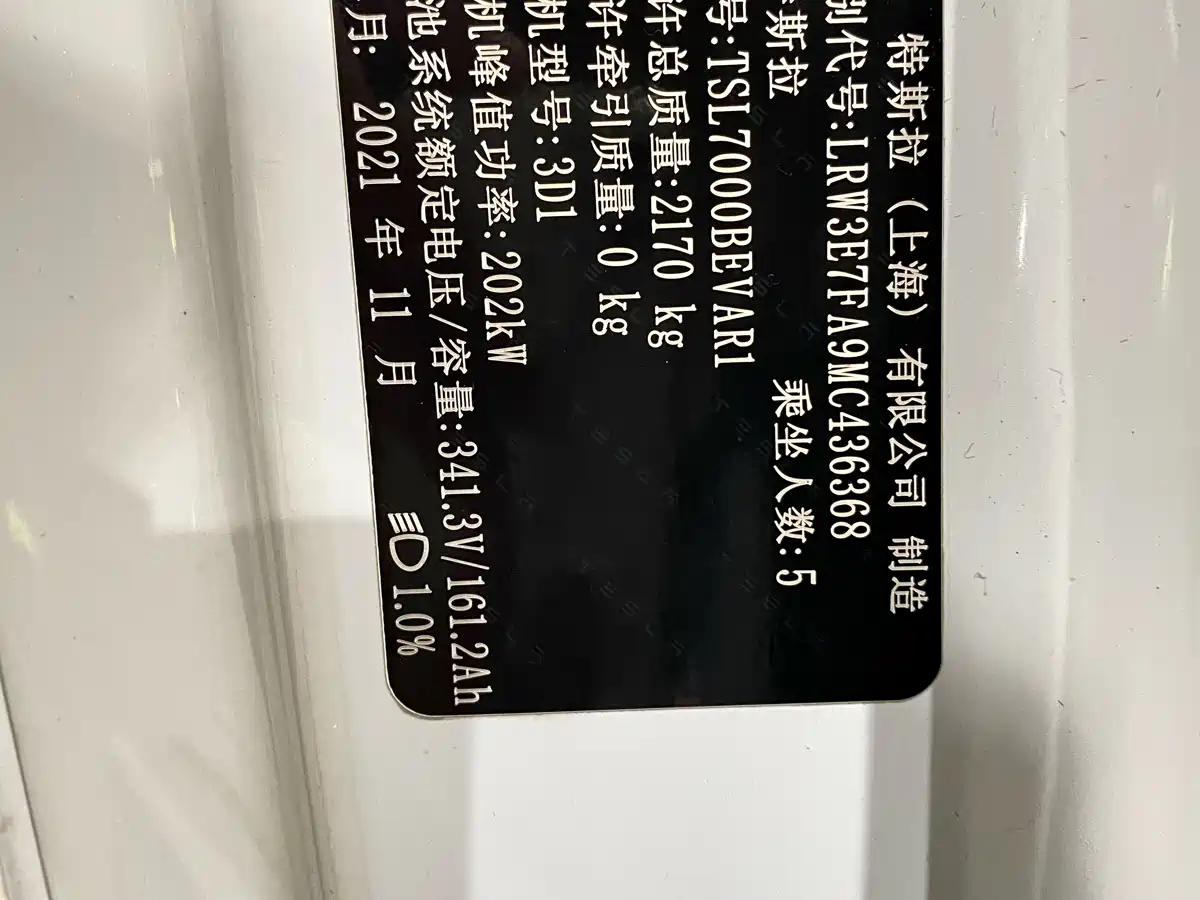 特斯拉（上海）有限公司 制造
别代号:LRW3E7FA9MC436368
斯拉 乘坐人数:5
号:TSL7000BEVAR1
许总质量:2170 kg
许牵引质量:0 kg
机型号:3D1
机峰值功率:202kW
池系统额定电压/容量:341.3V/161.2Ah
月: 2021 年 11 月 1.0%